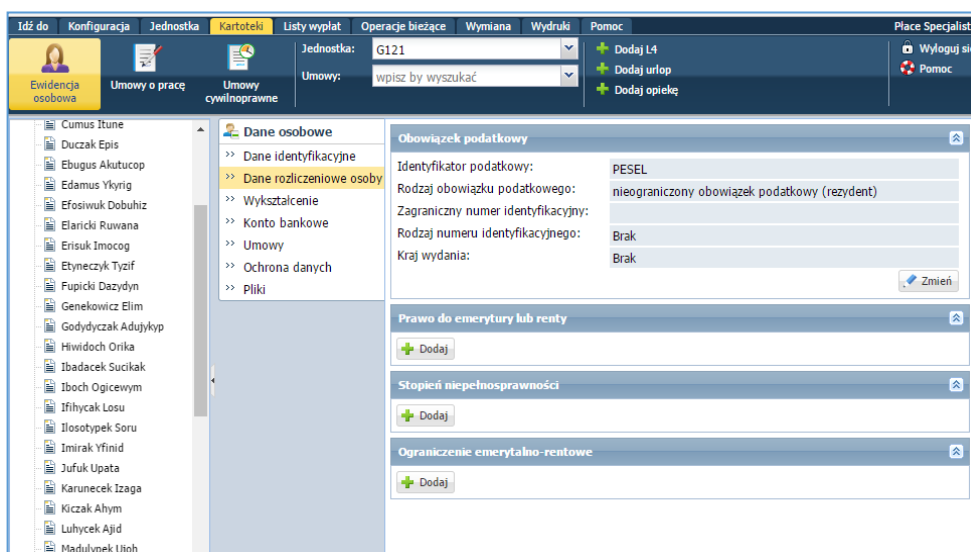 Idź do Konfiguracja Jednostka Kartoteki Listy wypłat Operacje bieżące Wymiana Wydruki Pomoc Płace Specjalist
Ewidencja osobowa
Umowy o pracę
Umowy cywilnoprawne
Jednostka: G121
Umowy: wpisz by wyszukać
Dodaj L4
Dodaj urlop
Dodaj opiekę
Wyloguj si
Pomoc
Cumus Itune
Duczak Epis
Ebugus Akutucop
Edamus Ykyrig
Efosiwuk Dobuhiz
Elaricki Ruwana
Erisuk Imocog
Etyneczyk Tyzif
Fupicki Dazydyn
Genekowicz Elim
Godydyczak Adujykyp
Hiwidoch Orika
Ibadacek Sucikak
Iboch Ogicewym
Ifihycak Losu
Ilosotypek Soru
Imirak Yfinid
Jufuk Upata
Karunecek Izaga
Kiczak Ahym
Luhycek Ajid
Madulypek Ujoh
Dane osobowe
Dane identyfikacyjne
Dane rozliczeniowe osoby
Wykształcenie
Konto bankowe
Umowy
Ochrona danych
Pliki
Obowiązek podatkowy
Identyfikator podatkowy: PESEL
Rodzaj obowiązku podatkowego: nieograniczony obowiązek podatkowy (rezydent)
Zagraniczny numer identyfikacyjny:
Rodzaj numeru identyfikacyjnego: Brak
Kraj wydania: Brak
Zmień
Prawo do emerytury lub renty
Dodaj
Stopień niepełnosprawności
Dodaj
Ograniczenie emerytalno-rentowe
Dodaj